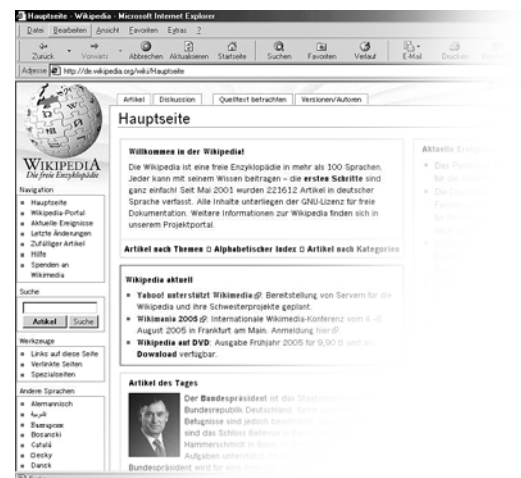 Hauptseite - Wikipedia - Microsoft Internet Explorer
Datei Bearbeiten Ansicht Favoriten Extras ?
Zurück Vorwärts Abbrechen Aktualisieren Startseite Suchen Favoriten Verlauf E-Mail Drucken
Adresse http://de.wikipedia.org/wiki/Hauptseite
Artikel Diskussion Quelltext betrachten Versionen/Autoren
Hauptseite
WIKIPEDIA
Die freie Enzyklopädie
Navigation
Hauptseite
Wikipedia-Portal
Aktuelle Ereignisse
Letzte Änderungen
Zufälliger Artikel
Hilfe
Spenden an
Wikimedia
Suche
Artikel Suche
Werkzeuge
Links auf diese Seite
Verlinkte Seiten
Spezialseiten
Andere Sprachen
Alemannisch
العربية
Български
Bosanski
Català
Česky
Dansk
Willkommen in der Wikipedia!
Die Wikipedia ist eine freie Enzyklopädie in mehr als 100 Sprachen.
Jeder kann mit seinem Wissen beitragen – die ersten Schritte sind
ganz einfach! Seit Mai 2001 wurden 221612 Artikel in deutscher
Sprache verfasst. Alle Inhalte unterliegen der GNU-Lizenz für freie
Dokumentation. Weitere Informationen zur Wikipedia finden sich in
unserem Projektportal.
Artikel nach Themen Alphabetischer Index Artikel nach Kategorien
Wikipedia aktuell
Yahoo! unterstützt Wikimedia: Bereitstellung von Servern für die
Wikipedia und ihre Schwesterprojekte geplant.
Wikimania 2005: Internationale Wikimedia-Konferenz vom 4.-8.
August 2005 in Frankfurt am Main. Anmeldung hier.
Wikipedia auf DVD: Ausgabe Frühjahr 2005 für 9,90 und als
Download verfügbar.
Artikel des Tages
Der Bundespräsident ist das
Bundesrepublik Deutschland.
Befugnisse sind jedoch
sind das Schloss Bellevue in
Hammerschmidt in
Aufgaben
Bundespräsident wird für
Aktuelle